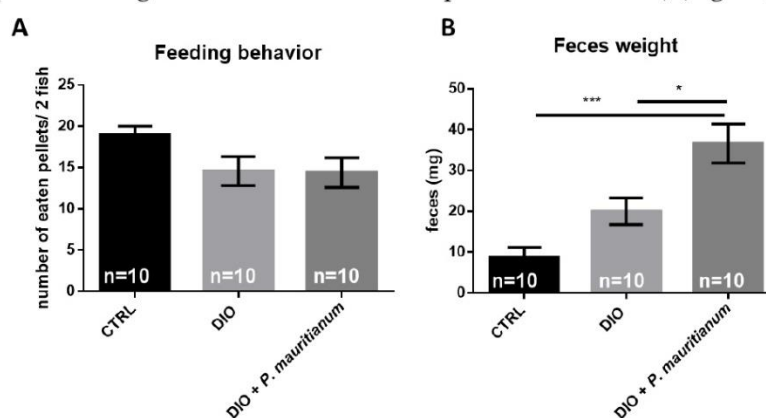 A
Feeding behavior
number of eaten pellets/ 2 fish
25
20
15
10
5
0
n=10
n=10
n=10
CTRL
DIO
DIO + P. mauritianum
B
Feces weight
feces (mg)
50
40
30
20
10
0
***
*
n=10
n=10
n=10
CTRL
DIO
DIO + P. mauritianum